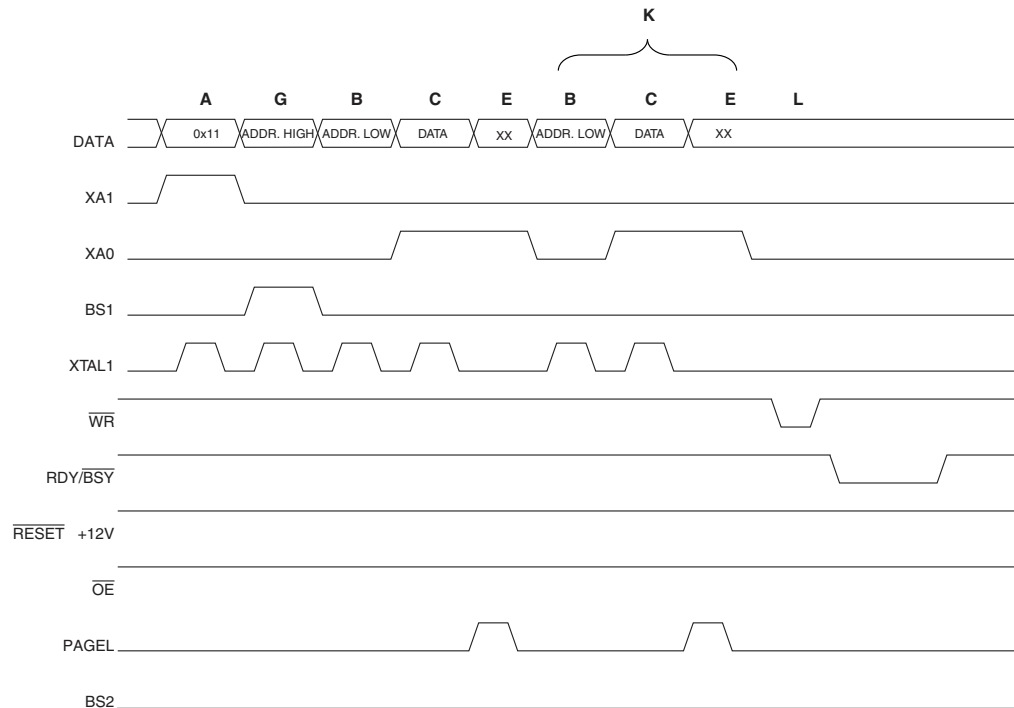 K
A G B C E B C E L
DATA 0x11 ADDR. HIGH ADDR. LOW DATA XX ADDR. LOW DATA XX
XA1
XA0
BS1
XTAL1
WR
RDY/BSY
RESET +12V
OE
PAGEL
BS2